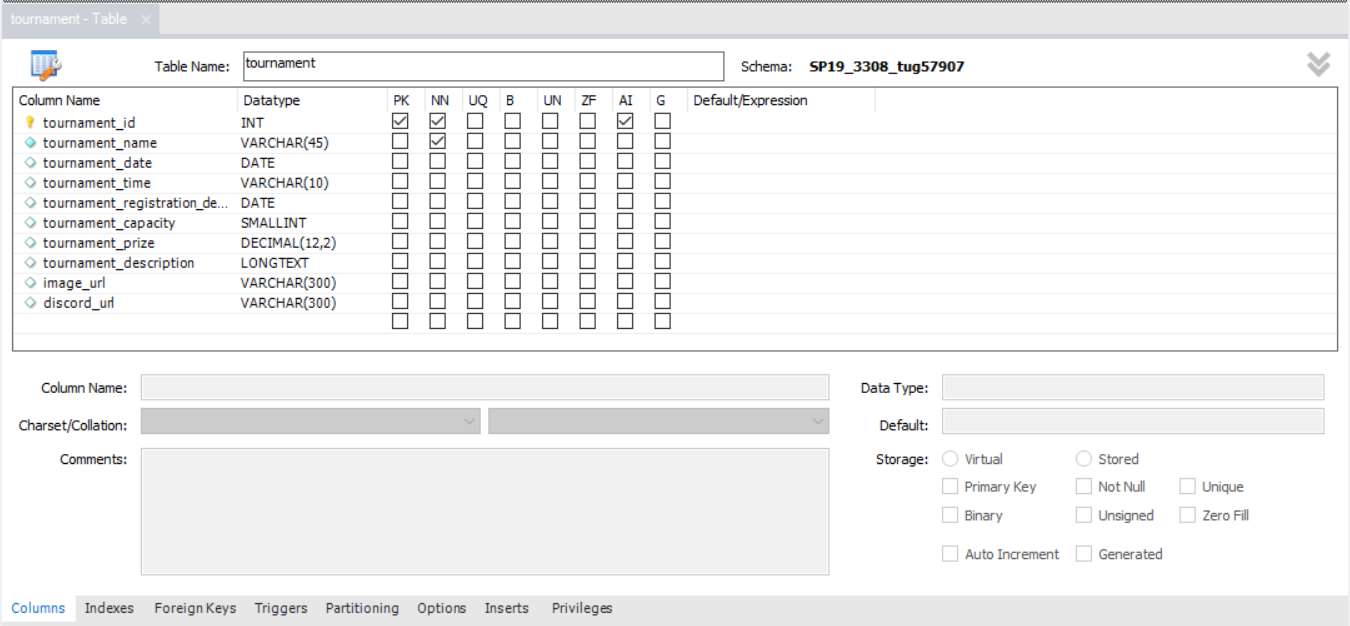 tournament - Table ×
Table Name: tournament Schema: SP19_3308_tug57907
Column Name Datatype PK NN UQ B UN ZF AI G Default/Expression
tournament_id INT
tournament_name VARCHAR(45)
tournament_date DATE
tournament_time VARCHAR(10)
tournament_registration_de... DATE
tournament_capacity SMALLINT
tournament_prize DECIMAL(12,2)
tournament_description LONGTEXT
image_url VARCHAR(300)
discord_url VARCHAR(300)
Column Name: Data Type:
Charset/Collation: Default:
Comments: Storage: Virtual Stored
Primary Key Not Null Unique
Binary Unsigned Zero Fill
Auto Increment Generated
Columns Indexes Foreign Keys Triggers Partitioning Options Inserts Privileges